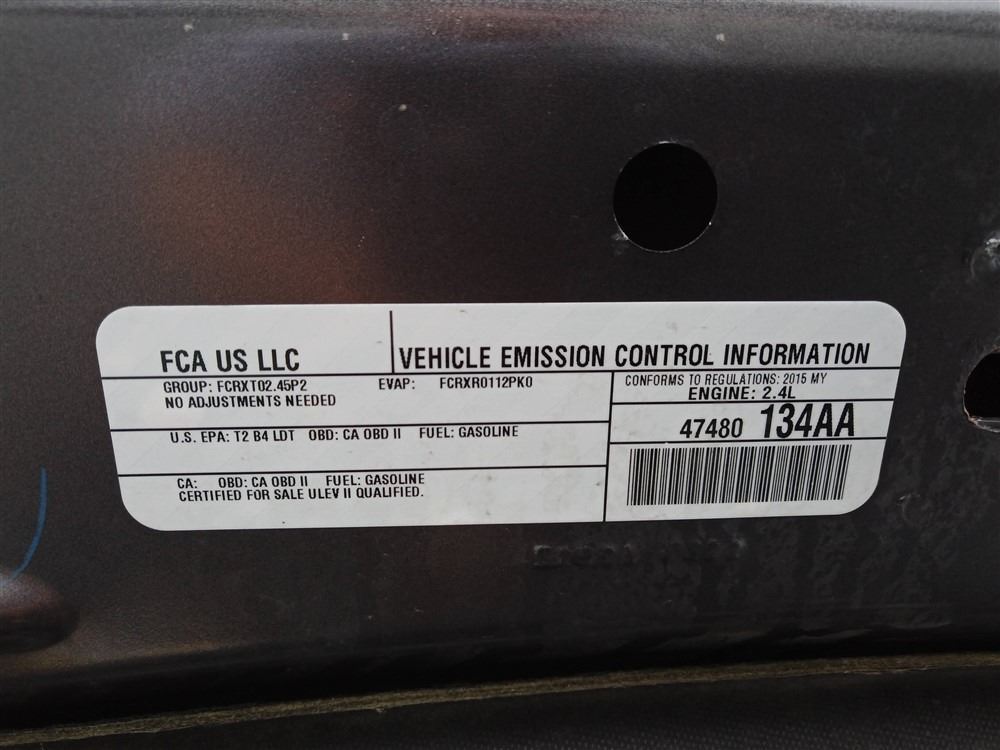 FCA US LLC
VEHICLE EMISSION CONTROL INFORMATION
GROUP: FCRXT02.45P2 EVAP: FCRXR0112PK0
NO ADJUSTMENTS NEEDED
CONFORMS TO REGULATIONS: 2015 MY
ENGINE: 2.4L
47480 134AA
U.S. EPA: T2 B4 LDT OBD: CA OBD II FUEL: GASOLINE
CA: OBD: CA OBD II FUEL: GASOLINE
CERTIFIED FOR SALE ULEV II QUALIFIED.